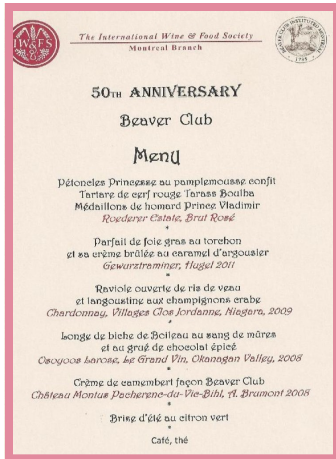 IW&FS
The International Wine & Food Society
Montreal Branch
1785
50TH ANNIVERSARY
Beaver Club
Menu
Pétoncles Princesse au pamplemousse confit
Tartare de cerf rouge Tarass Boulba
Médaillons de homard Prince Vladimir
Roederer Estate, Brut Rosé
*
Parfait de foie gras au torchon
et sa crème brûlée au caramel d'argousier
Gewurztraminer, Hugel 2011
*
Raviole ouverte de ris de veau
et langoustine aux champignons crabe
Chardonnay, Villages Clos Jordanne, Niagara, 2009
*
Longe de biche de Boileau au sang de mûres
et au grué de chocolat épicé
Osoyoos Larose, Le Grand Vin, Okanagan Valley, 2008
*
Crème de camembert façon Beaver Club
Château Montus Pacherenc-du-Vic-Bihl, A. Brumont 2008
*
Brise d'été au citron vert
*
Café, thé